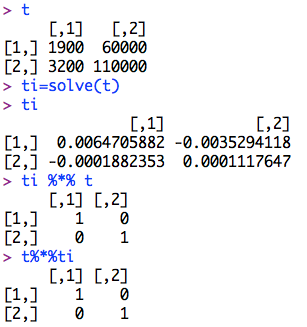 > t
     [,1]   [,2]
[1,] 1900  60000
[2,] 3200 110000
> ti=solve(t)
> ti
              [,1]          [,2]
[1,]  0.0064705882 -0.0035294118
[2,] -0.0001882353  0.0001117647
> ti %*% t
     [,1] [,2]
[1,]    1    0
[2,]    0    1
> t%*%ti
     [,1] [,2]
[1,]    1    0
[2,]    0    1